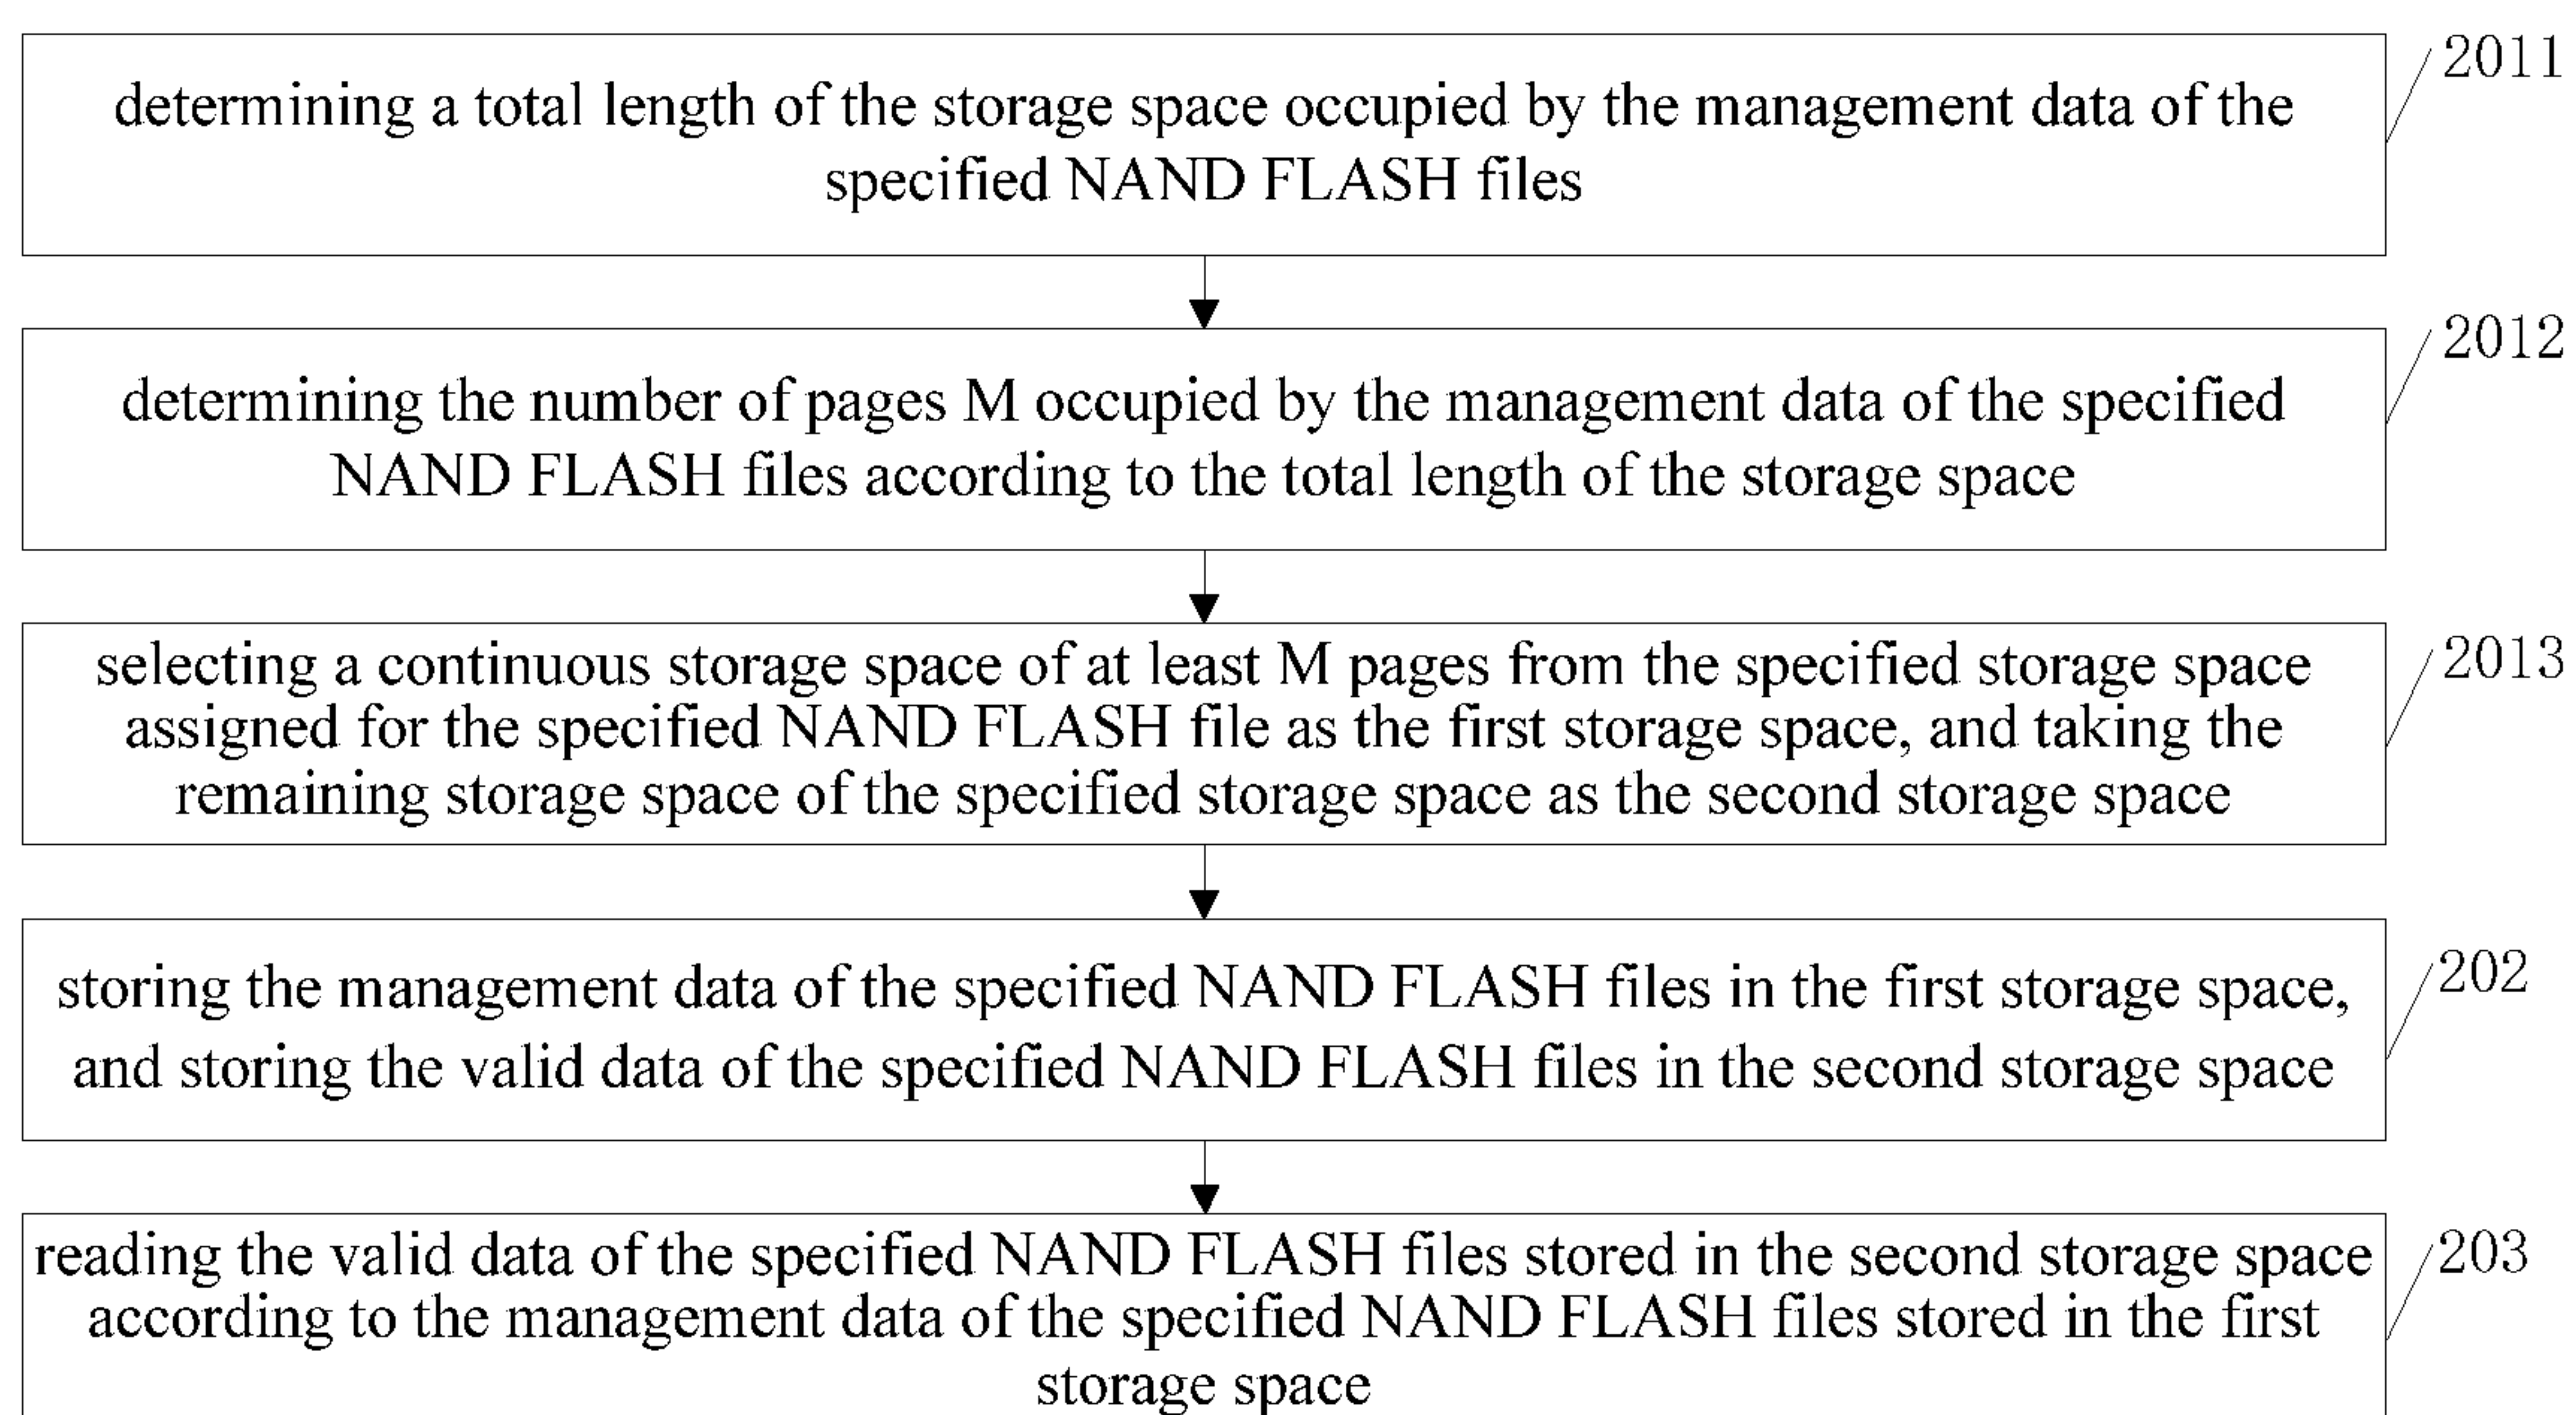 2011
determining a total length of the storage space occupied by the management data of the
specified NAND FLASH files
2012
determining the number of pages M occupied by the management data of the specified
NAND FLASH files according to the total length of the storage space
2013
selecting a continuous storage space of at least M pages from the specified storage space
assigned for the specified NAND FLASH file as the first storage space, and taking the
remaining storage space of the specified storage space as the second storage space
202
storing the management data of the specified NAND FLASH files in the first storage space,
and storing the valid data of the specified NAND FLASH files in the second storage space
203
reading the valid data of the specified NAND FLASH files stored in the second storage space
according to the management data of the specified NAND FLASH files stored in the first
storage space